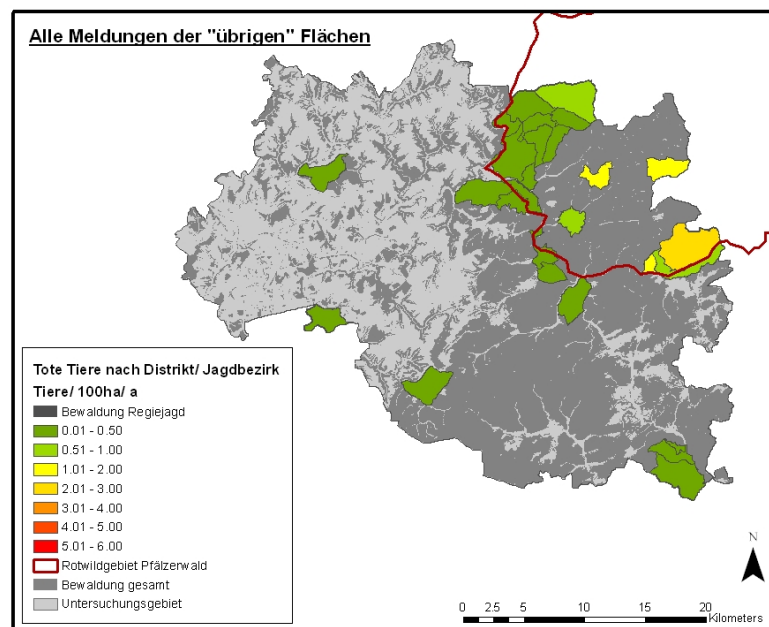 Alle Meldungen der "übrigen" Flächen
Tote Tiere nach Distrikt/ Jagdbezirk
Tiere/ 100ha/ a
Bewaldung Regiejagd
0.01 - 0.50
0.51 - 1.00
1.01 - 2.00
2.01 - 3.00
3.01 - 4.00
4.01 - 5.00
5.01 - 6.00
Rotwildgebiet Pfälzerwald
Bewaldung gesamt
Untersuchungsgebiet
N
0 2.5 5 10 15 20
Kilometers